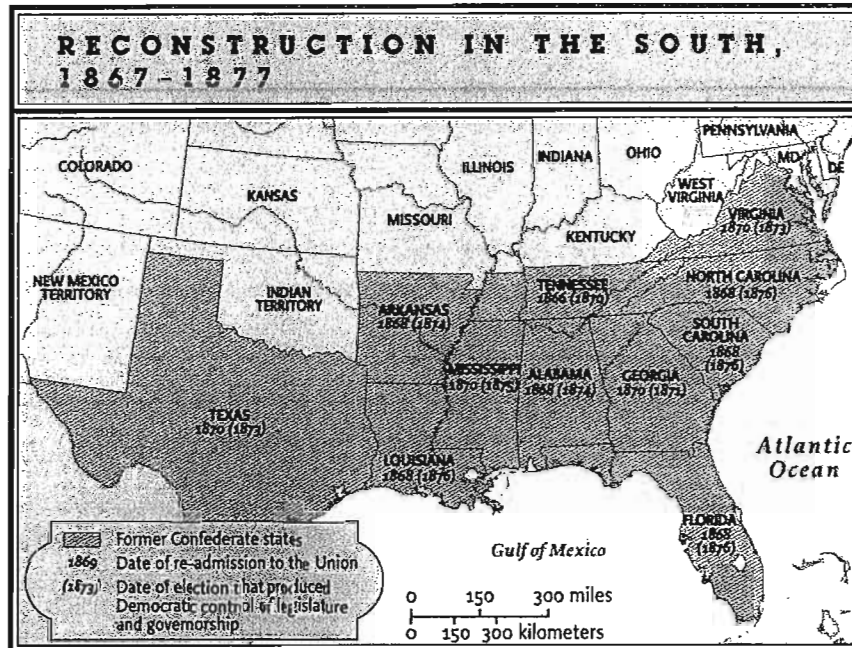 RECONSTRUCTION IN THE SOUTH,
1867–1877
PENNSYLVANIA
COLORADO
KANSAS
ILLINOIS
INDIANA
OHIO
MD
DE
WEST
VIRGINIA
MISSOURI
KENTUCKY
VIRGINIA
1870 (1873)
NEW MEXICO
TERRITORY
INDIAN
TERRITORY
TENNESSEE
1866 (1870)
NORTH CAROLINA
1868 (1876)
ARKANSAS
1868 (1874)
SOUTH
CAROLINA
1868
(1876)
MISSISSIPPI
1870 (1875)
ALABAMA
1868 (1874)
GEORGIA
1870 (1871)
TEXAS
1870 (1873)
LOUISIANA
1868 (1876)
Atlantic
Ocean
FLORIDA
1868
(1876)
Gulf of Mexico
Former Confederate states
1869 Date of re-admission to the Union
(1873) Date of election that produced
Democratic control of legislature
and governorship
0 150 300 miles
0 150 300 kilometers